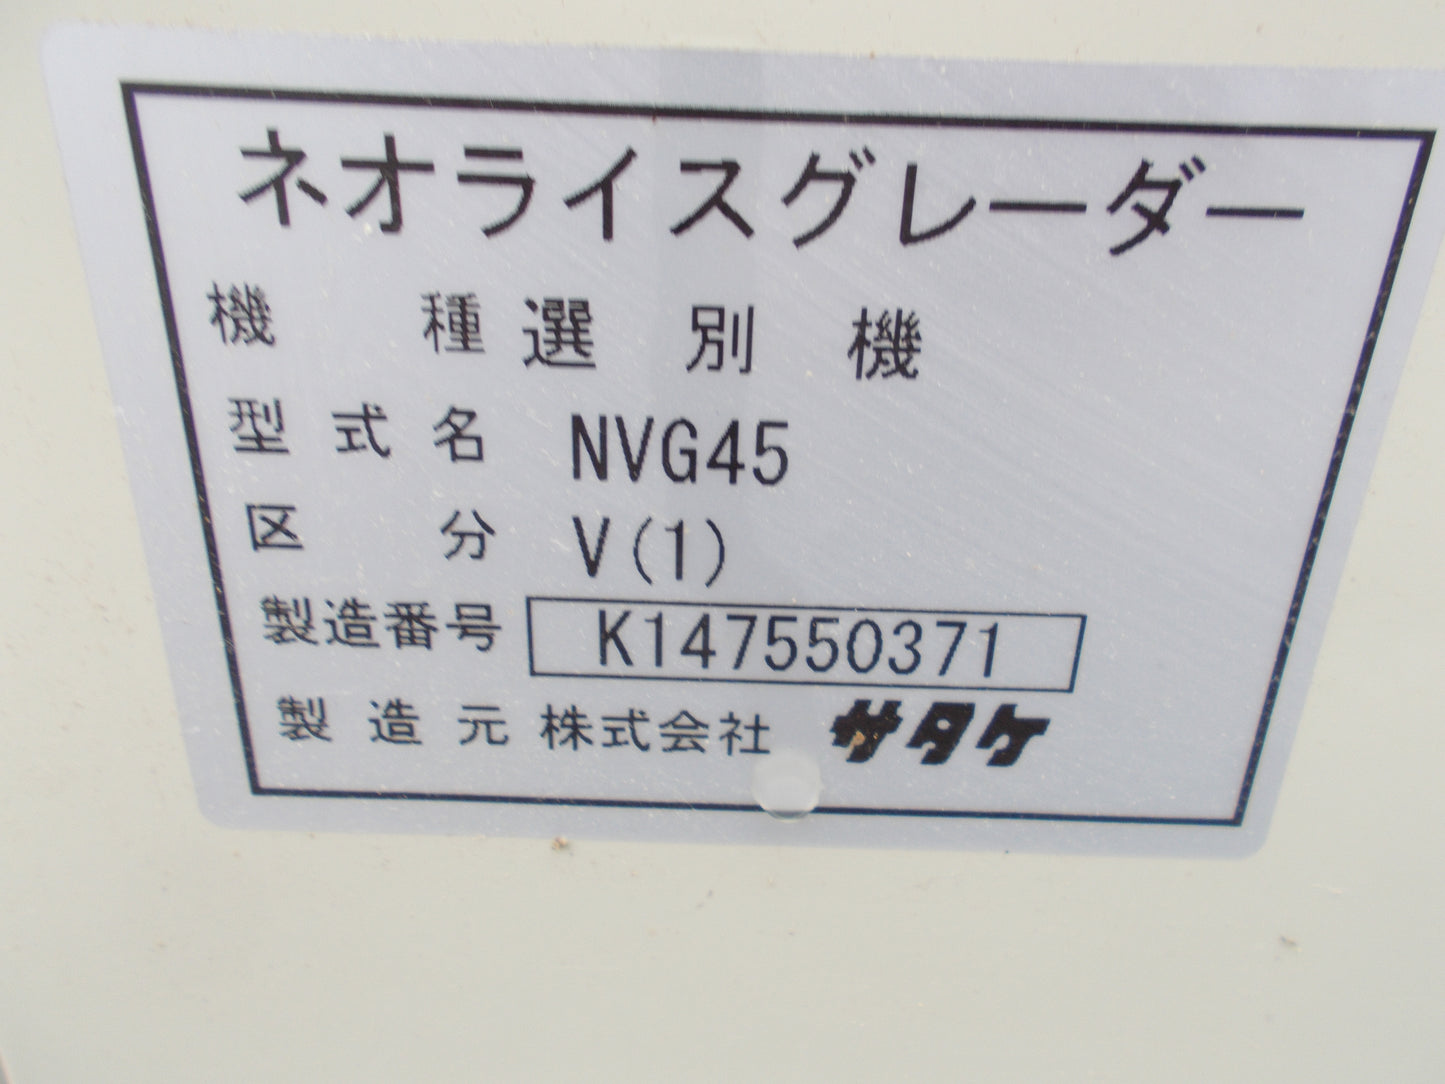 ネオライスグレーダー
機種 選別機
型式名 NVG45
区分 V(1)
製造番号 K147550371
製造元 株式会社 サタケ